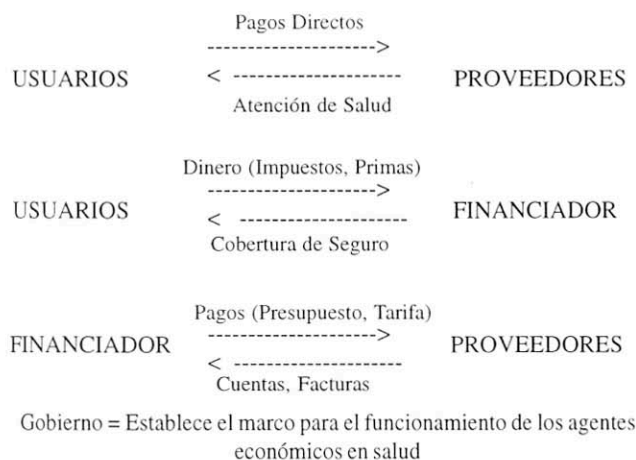 Pagos Directos
-------------------->
USUARIOS < -------------------- PROVEEDORES
Atención de Salud
Dinero (Impuestos, Primas)
-------------------->
USUARIOS < -------------------- FINANCIADOR
Cobertura de Seguro
Pagos (Presupuesto, Tarifa)
-------------------->
FINANCIADOR < -------------------- PROVEEDORES
Cuentas, Facturas
Gobierno = Establece el marco para el funcionamiento de los agentes
económicos en salud